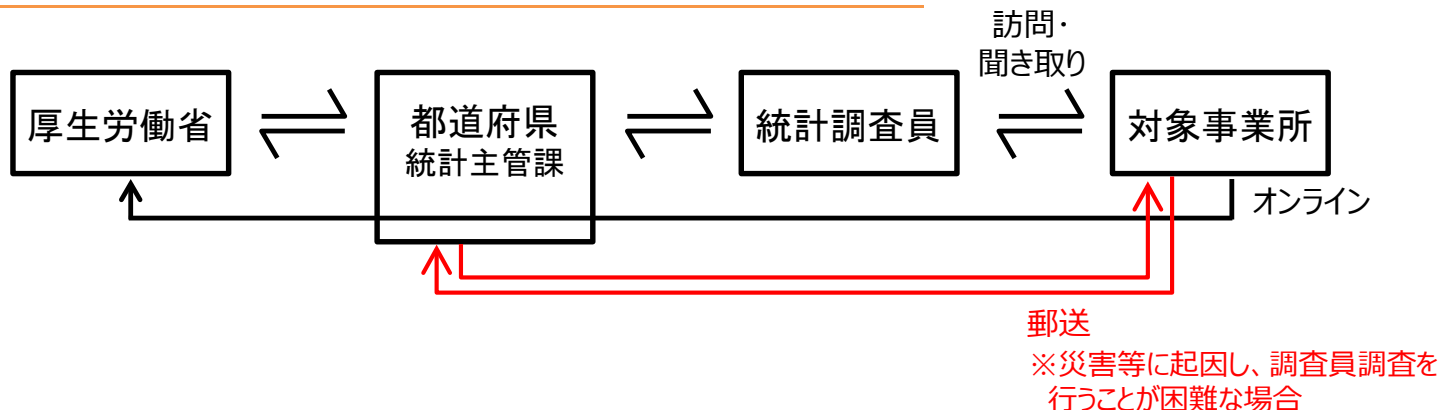 訪問・
聞き取り
厚生労働省
都道府県
統計主管課
統計調査員
対象事業所
オンライン
郵送
※災害等に起因し、調査員調査を
行うことが困難な場合